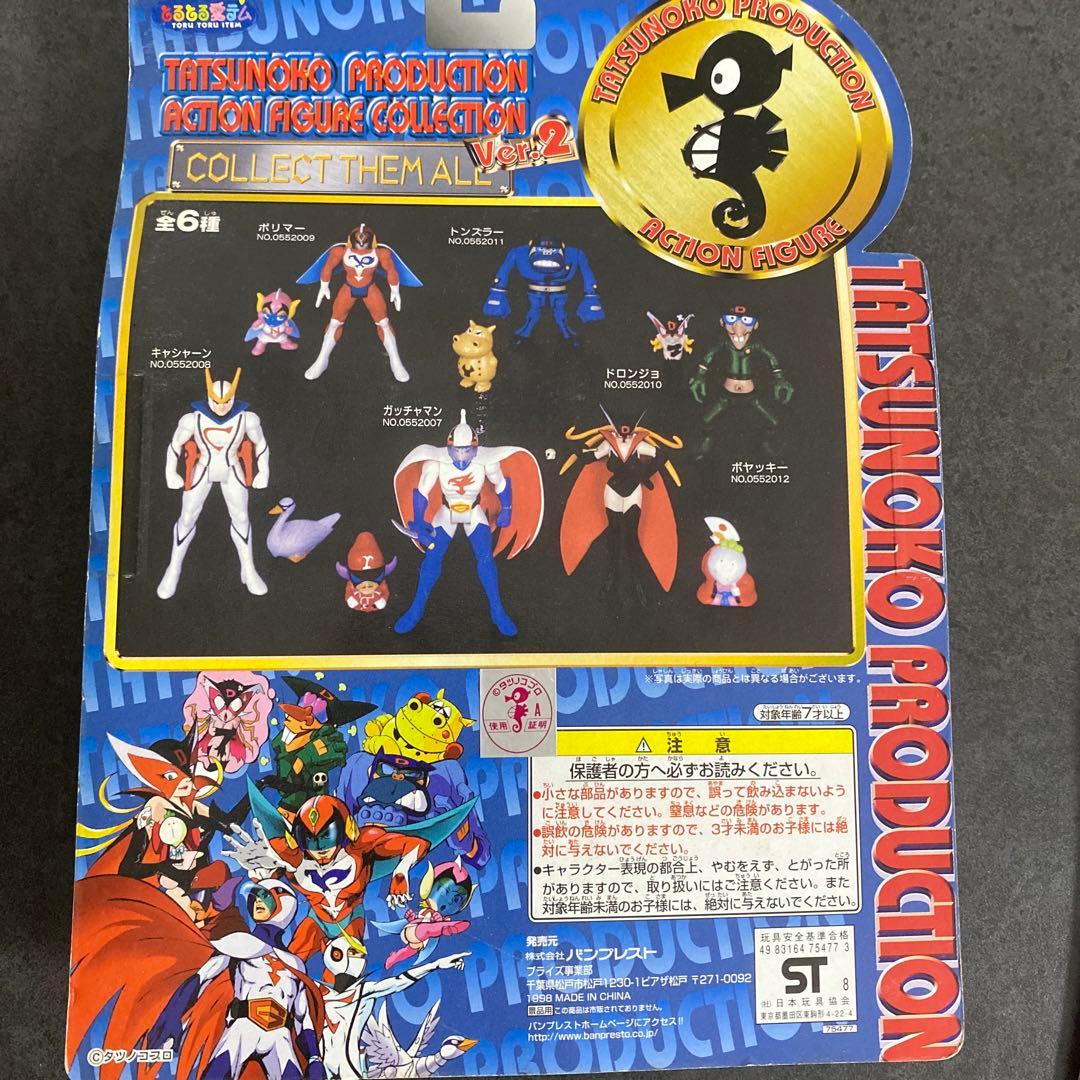 とるとる愛テム
TORU TORU ITEM
TATSUNOKO PRODUCTION
ACTION FIGURE COLLECTION
Ver.2
COLLECT THEM ALL
TATSUNOKO PRODUCTION
ACTION FIGURE
全6種
ポリマー
NO.0552009
トンズラー
NO.0552011
キャシャーン
NO.0552008
ドロンジョ
NO.0552010
ガッチャマン
NO.0552007
ボヤッキー
NO.0552012
TATSUNOKO PRODUCTION
※写真は実際の商品とは異なる場合がございます。
©タツノコプロ
A
使用
証明
対象年齢7才以上
⚠注意
保護者の方へ必ずお読みください。
●小さな部品がありますので、誤って飲み込まないよう
に注意してください。窒息などの危険があります。
●誤飲の危険がありますので、3才未満のお子様には絶
対に与えないでください。
●キャラクター表現の都合上、やむをえず、とがった所
がありますので、取り扱いにはご注意ください。また
対象年齢未満のお子様には、絶対に与えないでください。
発売元
株式会社 バンプレスト
プライズ事業部
千葉県松戸市松戸1230-1ピアザ松戸 〒271-0092
1998 MADE IN CHINA
景品用 この商品は市販されておりません。
バンプレストホームページにアクセス!!
http://www.banpresto.co.jp/
玩具安全基準合格
49 83164 75477 3
ST
8
(社)日本玩具協会
東京都墨田区東駒形4-22-4
75477
©タツノコプロ